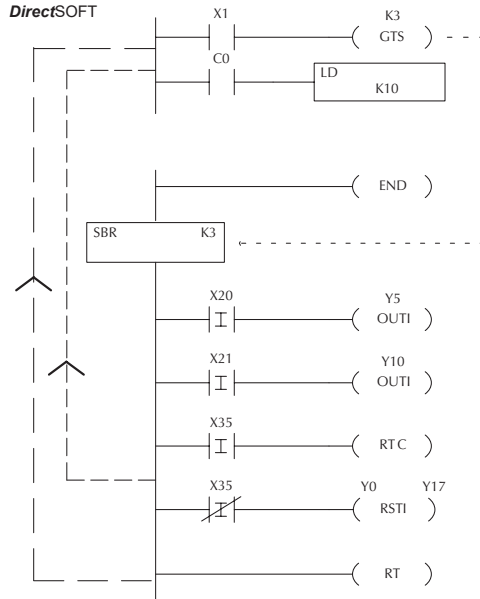 DirectSOFT
X1 K3
GTS
C0
LD
K10
END
SBR K3
X20 Y5
I OUTI
X21 Y10
I OUTI
X35
I RTC
X35 Y0 Y17
I RSTI
RT